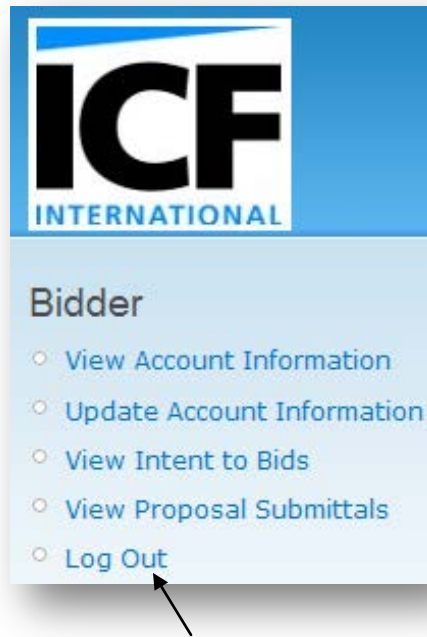 ICF
INTERNATIONAL
Bidder
View Account Information
Update Account Information
View Intent to Bids
View Proposal Submittals
Log Out